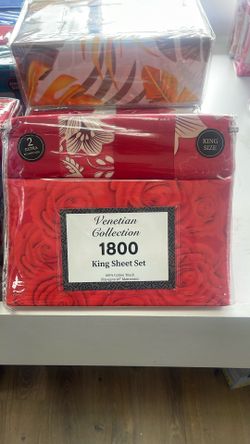 2
EXTRA
KING
SIZE
Venetian
Collection
1800
King Sheet Set